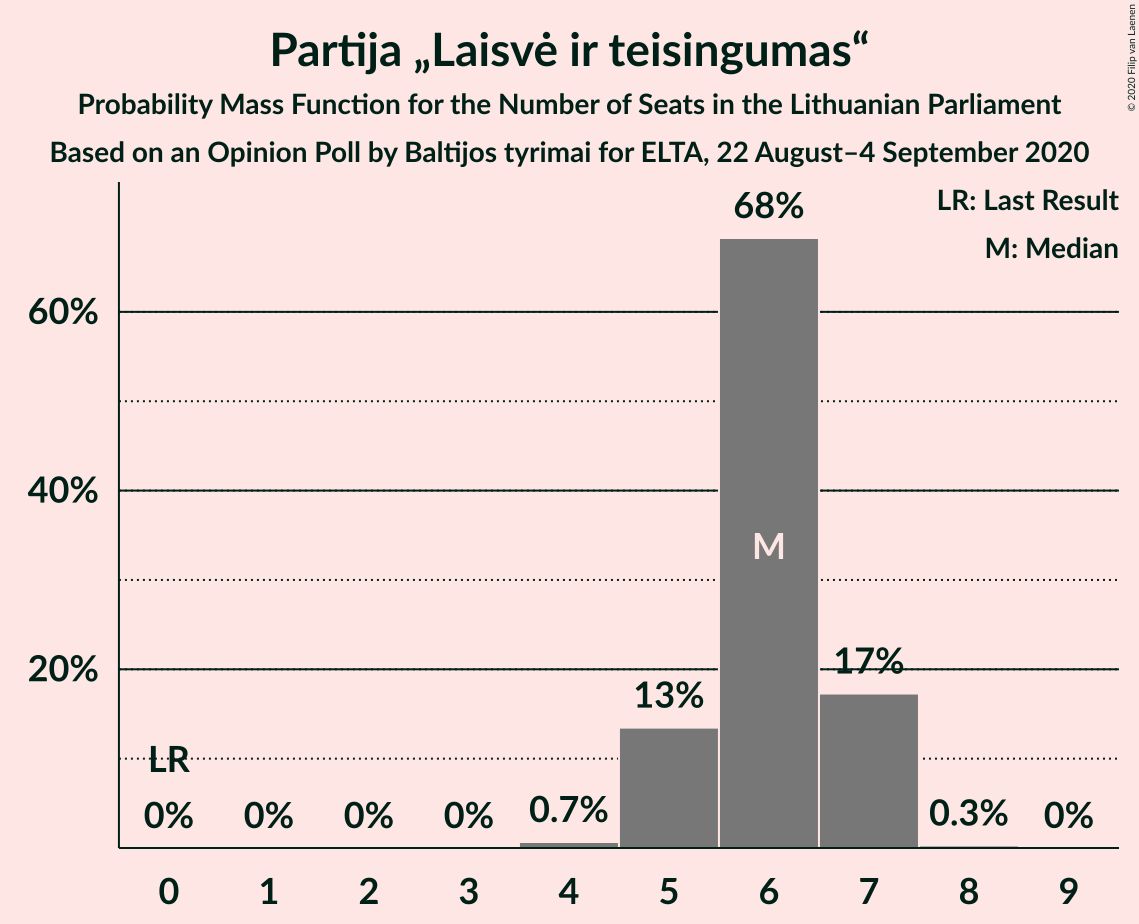 Partija „Laisvė ir teisingumas“
Probability Mass Function for the Number of Seats in the Lithuanian Parliament
Based on an Opinion Poll by Baltijos tyrimai for ELTA, 22 August–4 September 2020
© 2020 Filip van Laenen
LR: Last Result
M: Median
68%
60%
40%
M
20%
17%
13%
LR
0% 0% 0% 0% 0.7% 0.3% 0%
0 1 2 3 4 5 6 7 8 9